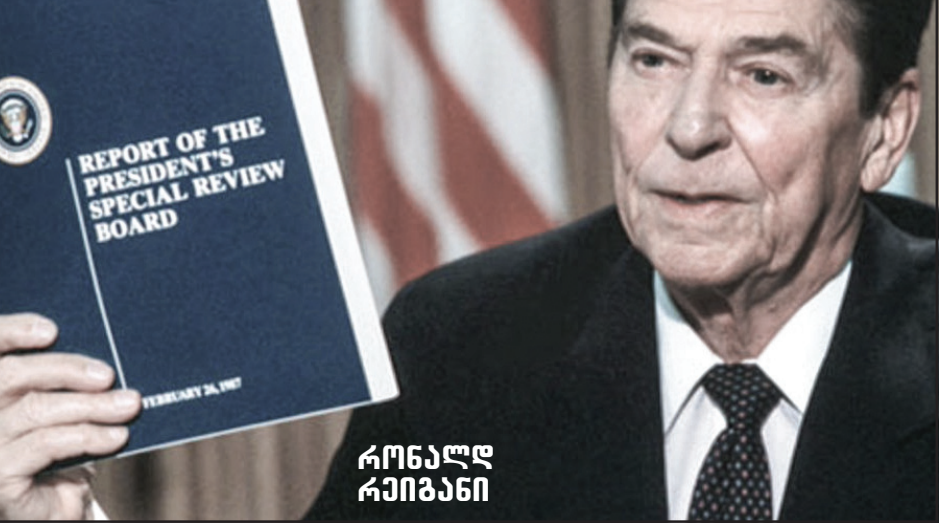 REPORT OF THE
PRESIDENT'S
SPECIAL REVIEW
BOARD
FEBRUARY 26, 1987
რონალდ
რეიგანი